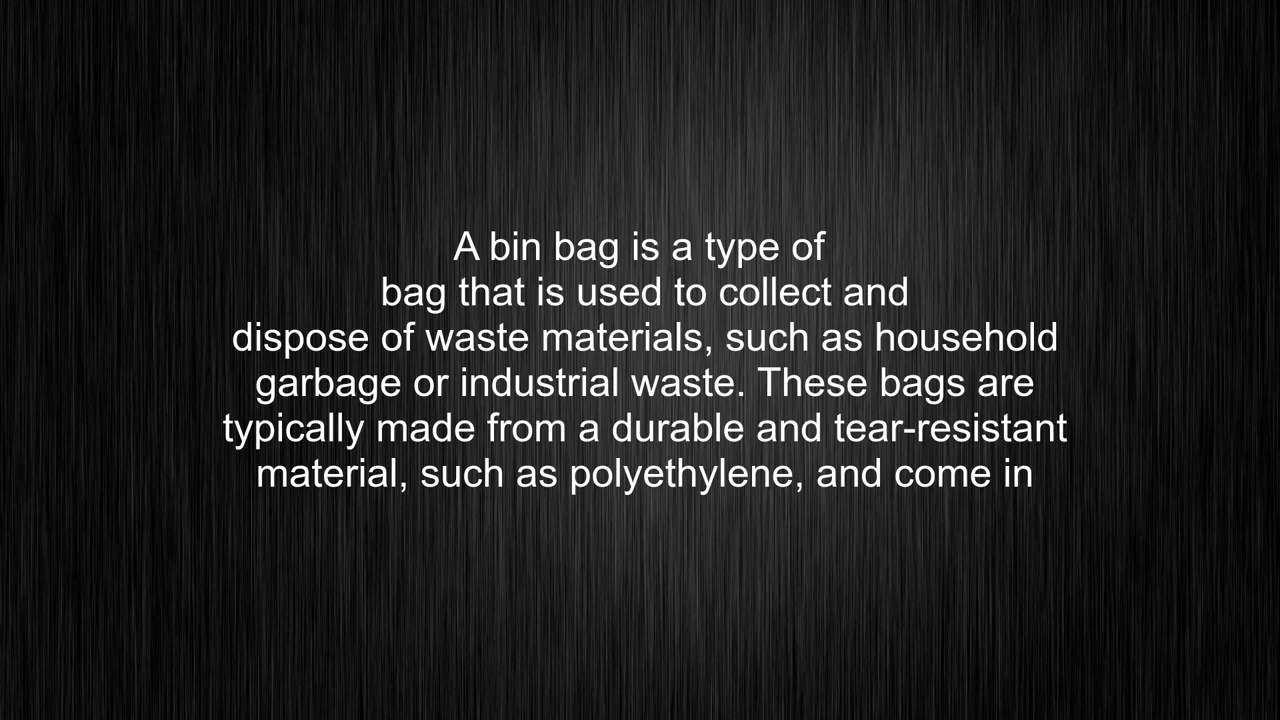 A bin bag is a type of
bag that is used to collect and
dispose of waste materials, such as household
garbage or industrial waste. These bags are
typically made from a durable and tear-resistant
material, such as polyethylene, and come in